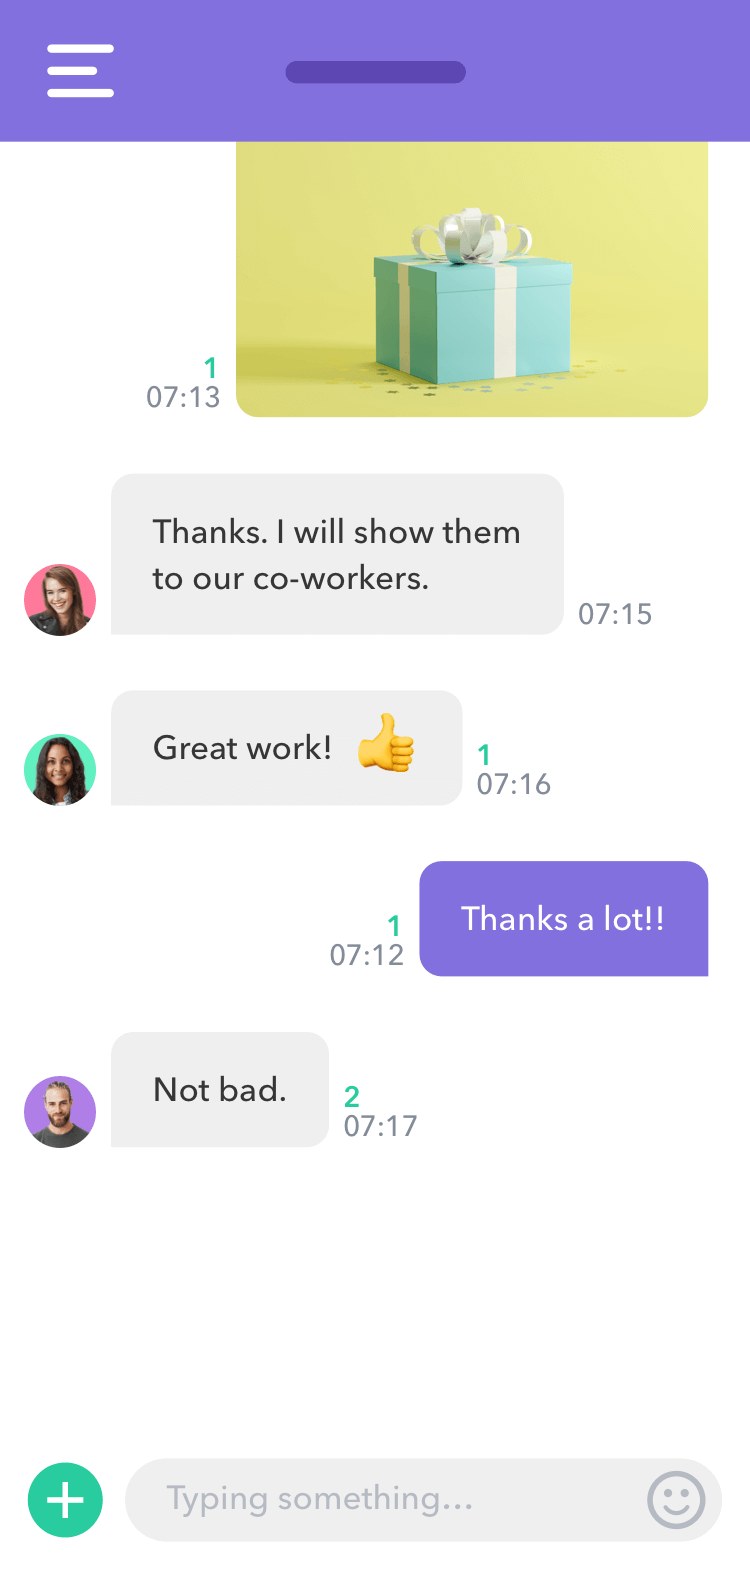 1
07:13
Thanks. I will show them
to our co-workers.
07:15
Great work! 👍
1
07:16
Thanks a lot!!
1
07:12
Not bad.
2
07:17
Typing something...